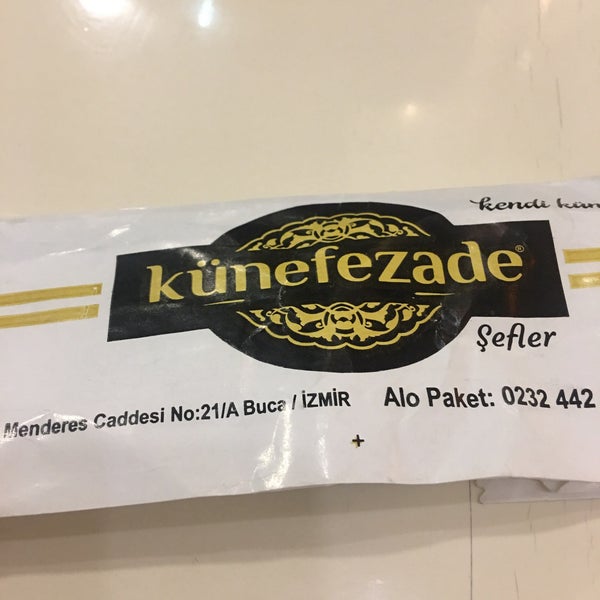 kendi
künefezade®
Şefler
Menderes Caddesi No:21/A Buca / İZMİR
Alo Paket: 0232 442